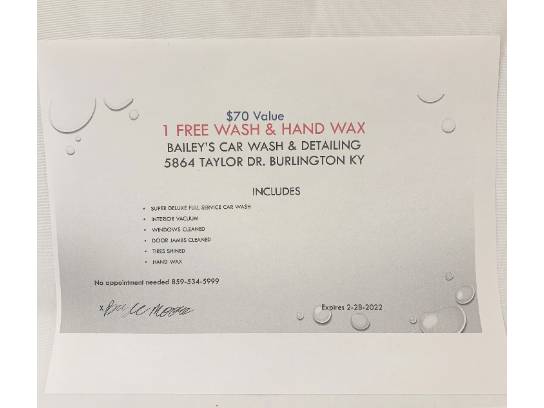 $70 Value
1 FREE WASH & HAND WAX
BAILEY'S CAR WASH & DETAILING
5864 TAYLOR DR. BURLINGTON KY
INCLUDES
• SUPER DELUXE FULL SERVICE CAR WASH
• INTERIOR VACUUM
• WINDOWS CLEANED
• DOOR JAMBS CLEANED
• TIRES SHINED
• HAND WAX
No appointment needed 859-534-5999
x
Expires 2-28-2022